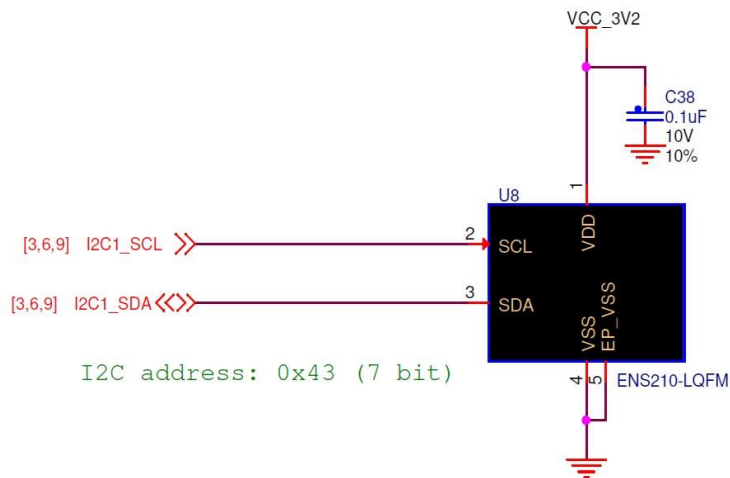 VCC_3V2
C38
0.1uF
10V
10%
1
U8
VDD
[3,6,9] I2C1_SCL
2
SCL
[3,6,9] I2C1_SDA
3
SDA
VSS
EP_VSS
I2C address: 0x43 (7 bit)
4
5
ENS210-LQFM